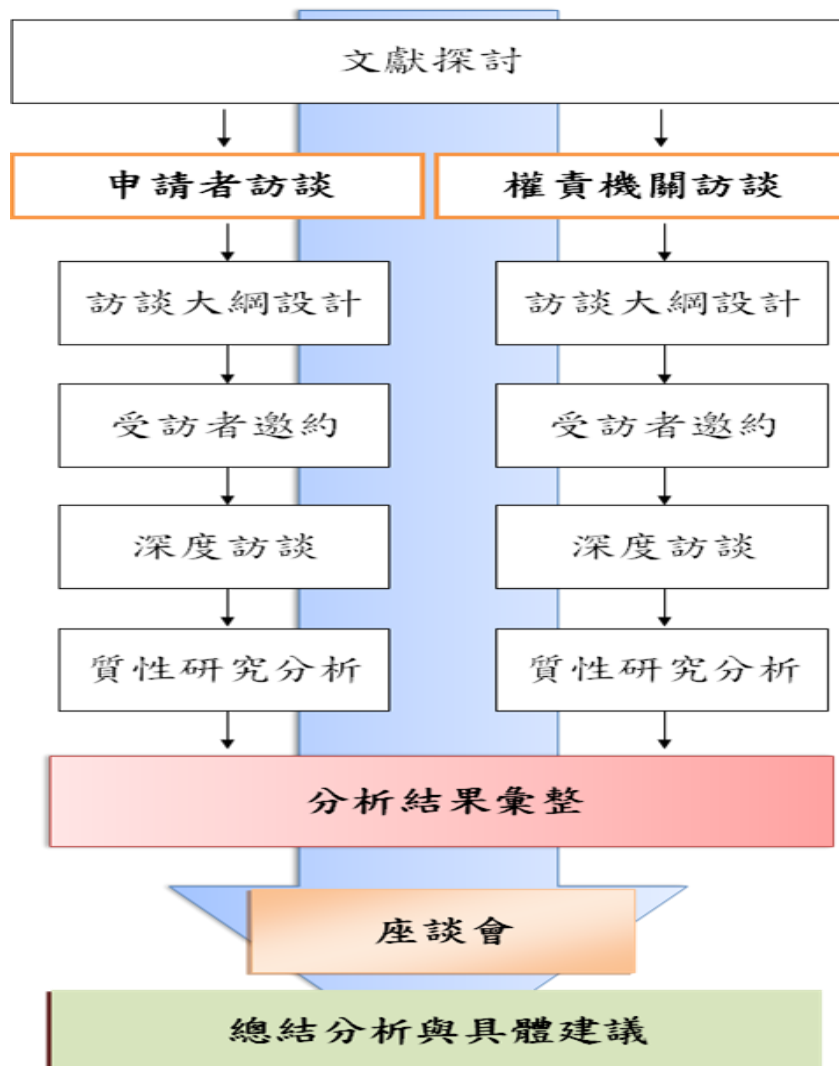 文獻探討
申請者訪談
權責機關訪談
訪談大綱設計
訪談大綱設計
受訪者邀約
受訪者邀約
深度訪談
深度訪談
質性研究分析
質性研究分析
分析結果彙整
座談會
總結分析與具體建議